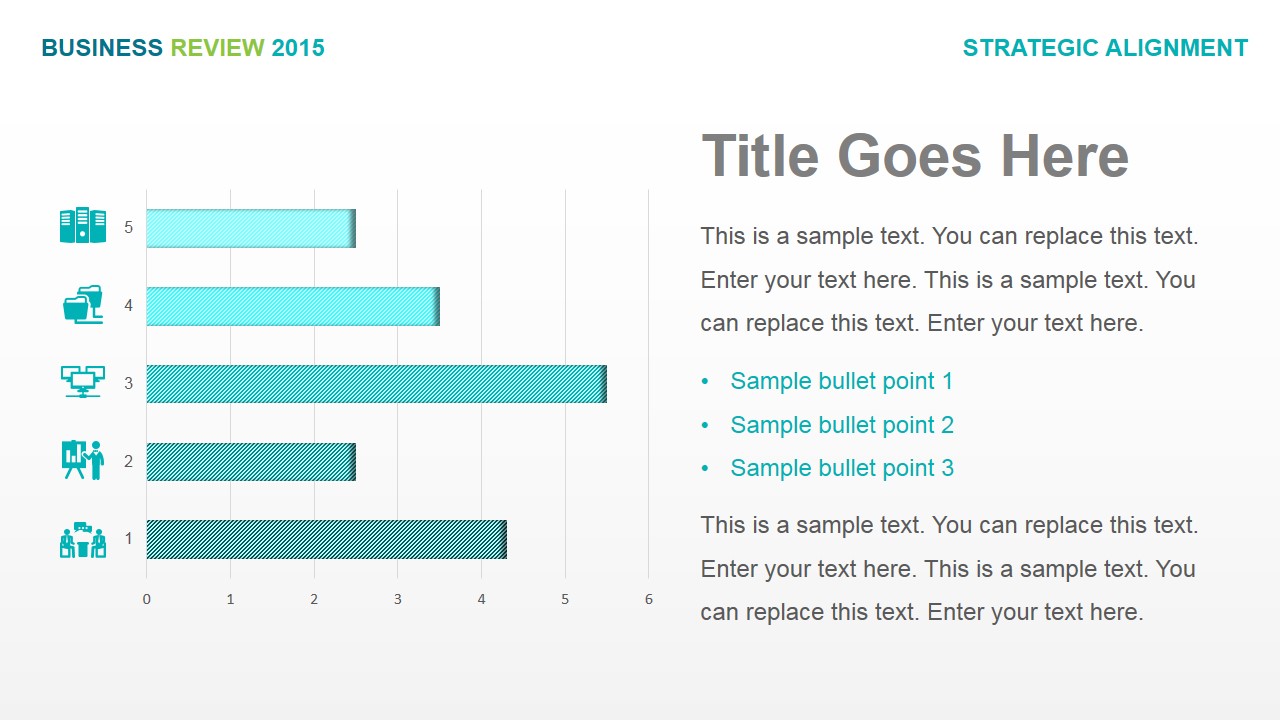 BUSINESS REVIEW 2015
STRATEGIC ALIGNMENT
5
4
3
2
1
0 1 2 3 4 5 6
Title Goes Here
This is a sample text. You can replace this text.
Enter your text here. This is a sample text. You
can replace this text. Enter your text here.
• Sample bullet point 1
• Sample bullet point 2
• Sample bullet point 3
This is a sample text. You can replace this text.
Enter your text here. This is a sample text. You
can replace this text. Enter your text here.